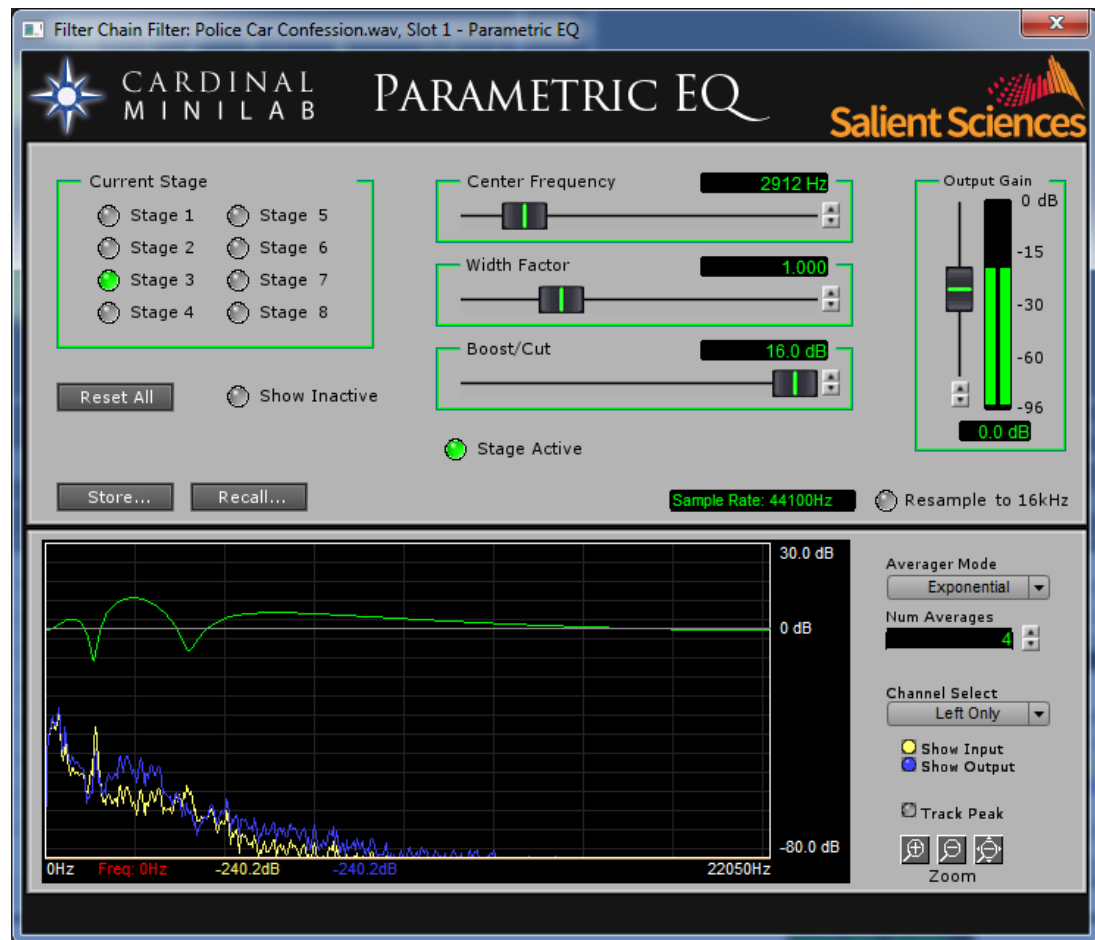 Filter Chain Filter: Police Car Confession.wav, Slot 1 - Parametric EQ
CARDINAL
MINILAB
PARAMETRIC EQ
Salient Sciences
Current Stage
Stage 1
Stage 5
Stage 2
Stage 6
Stage 3
Stage 7
Stage 4
Stage 8
Reset All
Show Inactive
Store...
Recall...
Center Frequency
2912 Hz
Width Factor
1.000
Boost/Cut
16.0 dB
Stage Active
Output Gain
0 dB
-15
-30
-60
-96
0.0 dB
Sample Rate: 44100Hz
Resample to 16kHz
30.0 dB
0 dB
-80.0 dB
0Hz
Freq: 0Hz
-240.2dB
-240.2dB
22050Hz
Averager Mode
Exponential
Num Averages
4
Channel Select
Left Only
Show Input
Show Output
Track Peak
Zoom